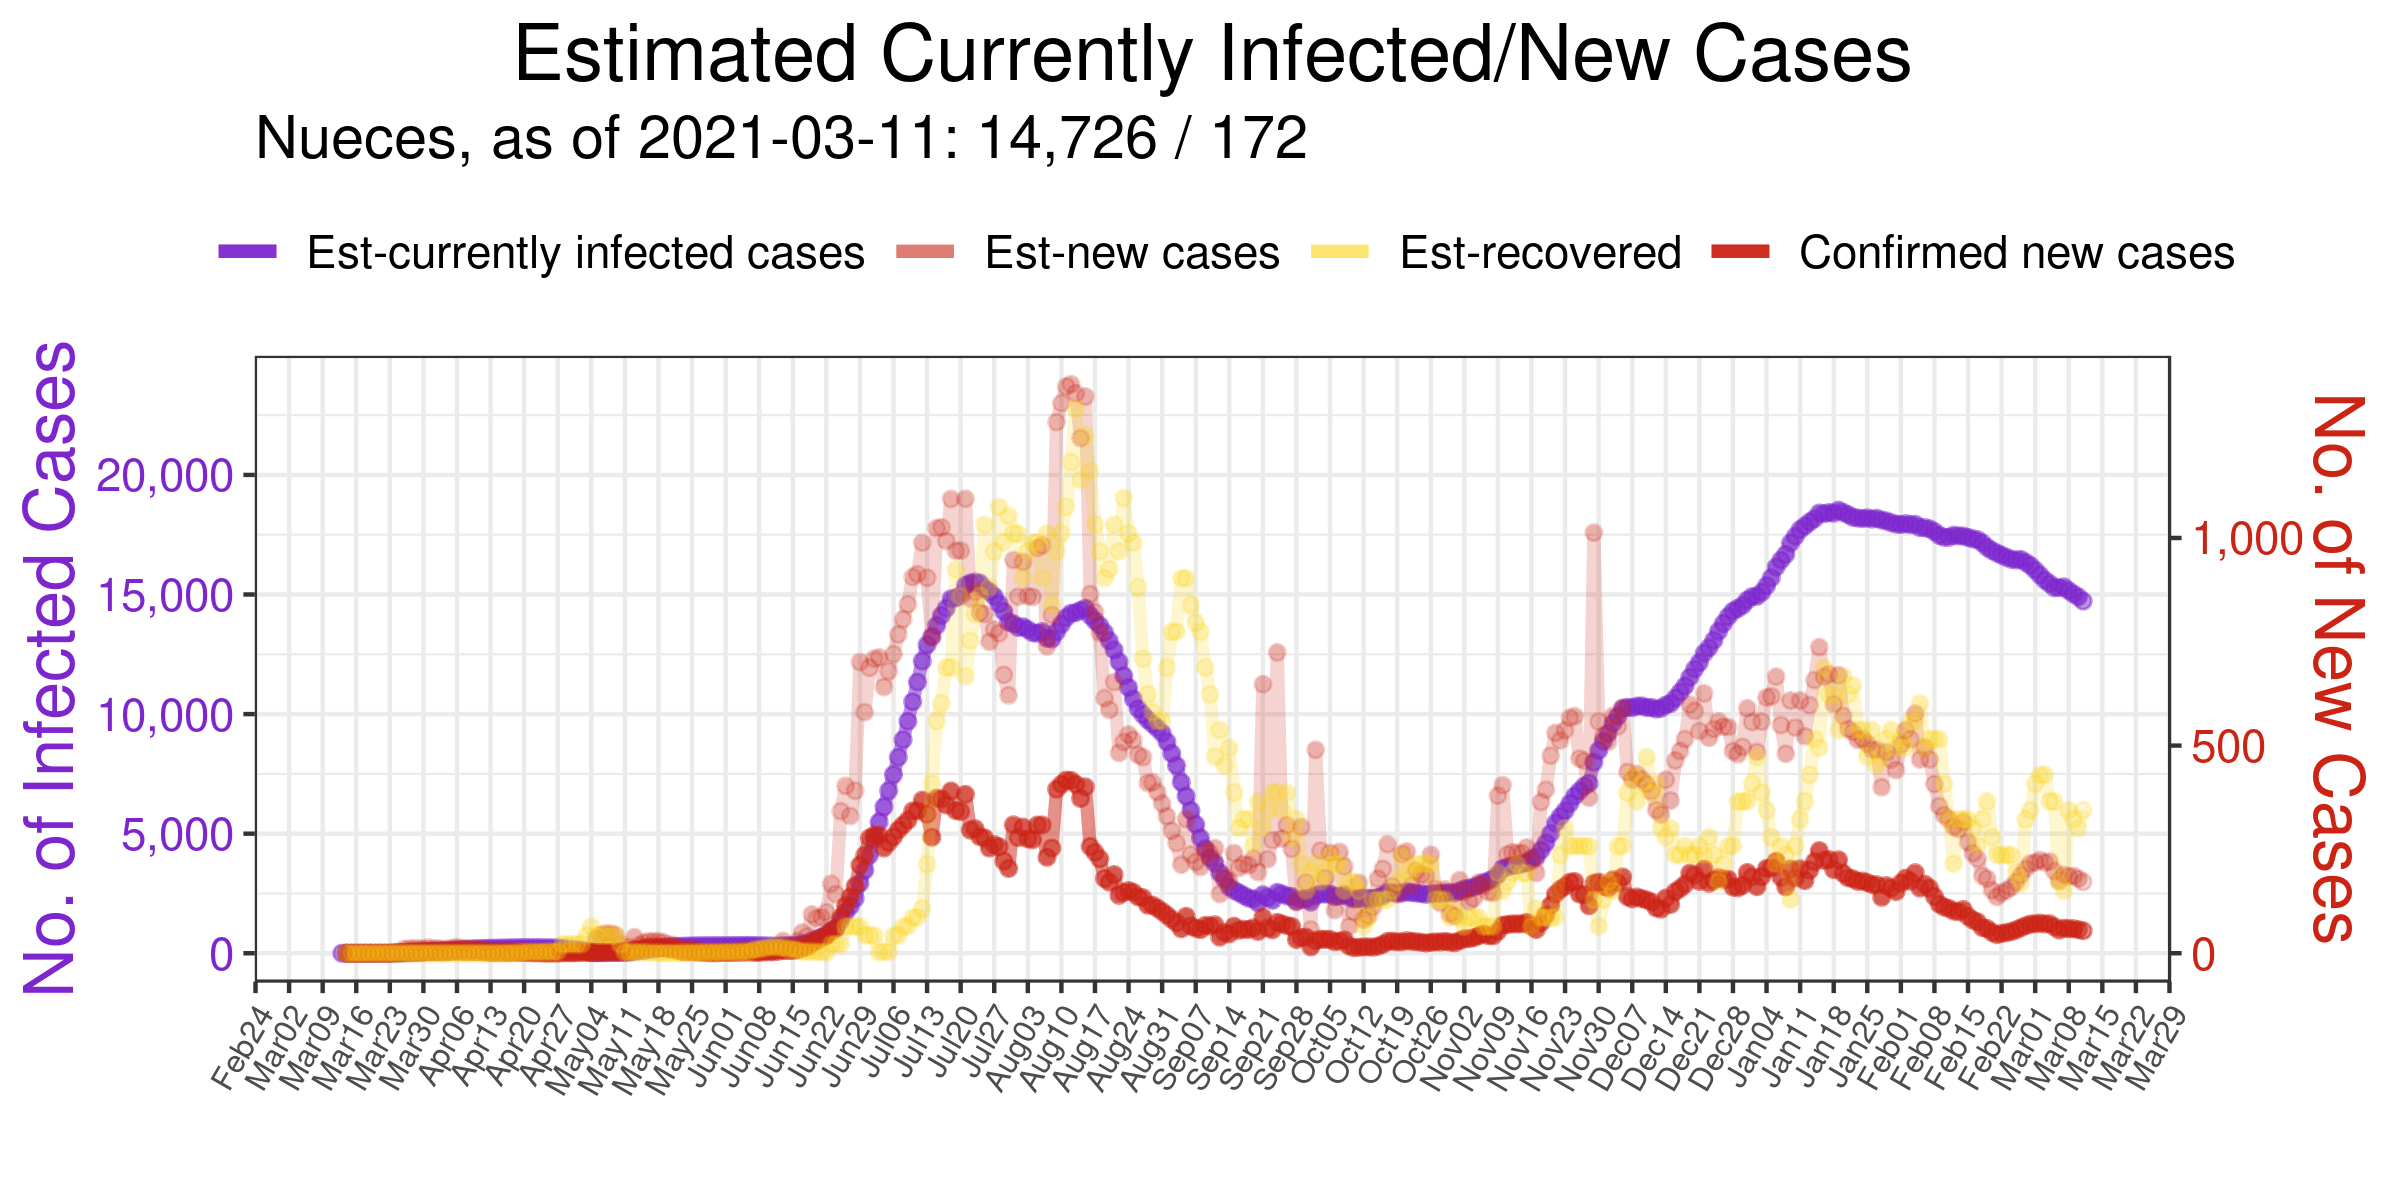 Estimated Currently Infected/New Cases
Nueces, as of 2021-03-11: 14,726 / 172
Est-currently infected cases Est-new cases Est-recovered Confirmed new cases
No. of Infected Cases
20,000
15,000
10,000
5,000
0
1,000
500
0
No. of New Cases
Feb24 Mar02 Mar09 Mar16 Mar23 Mar30 Apr06 Apr13 Apr20 Apr27 May04 May11 May18 May25 Jun01 Jun08 Jun15 Jun22 Jun29 Jul06 Jul13 Jul20 Jul27 Aug03 Aug10 Aug17 Aug24 Aug31 Sep07 Sep14 Sep21 Sep28 Oct05 Oct12 Oct19 Oct26 Nov02 Nov09 Nov16 Nov23 Nov30 Dec07 Dec14 Dec21 Dec28 Jan04 Jan11 Jan18 Jan25 Feb01 Feb08 Feb15 Feb22 Mar01 Mar08 Mar15 Mar22 Mar29